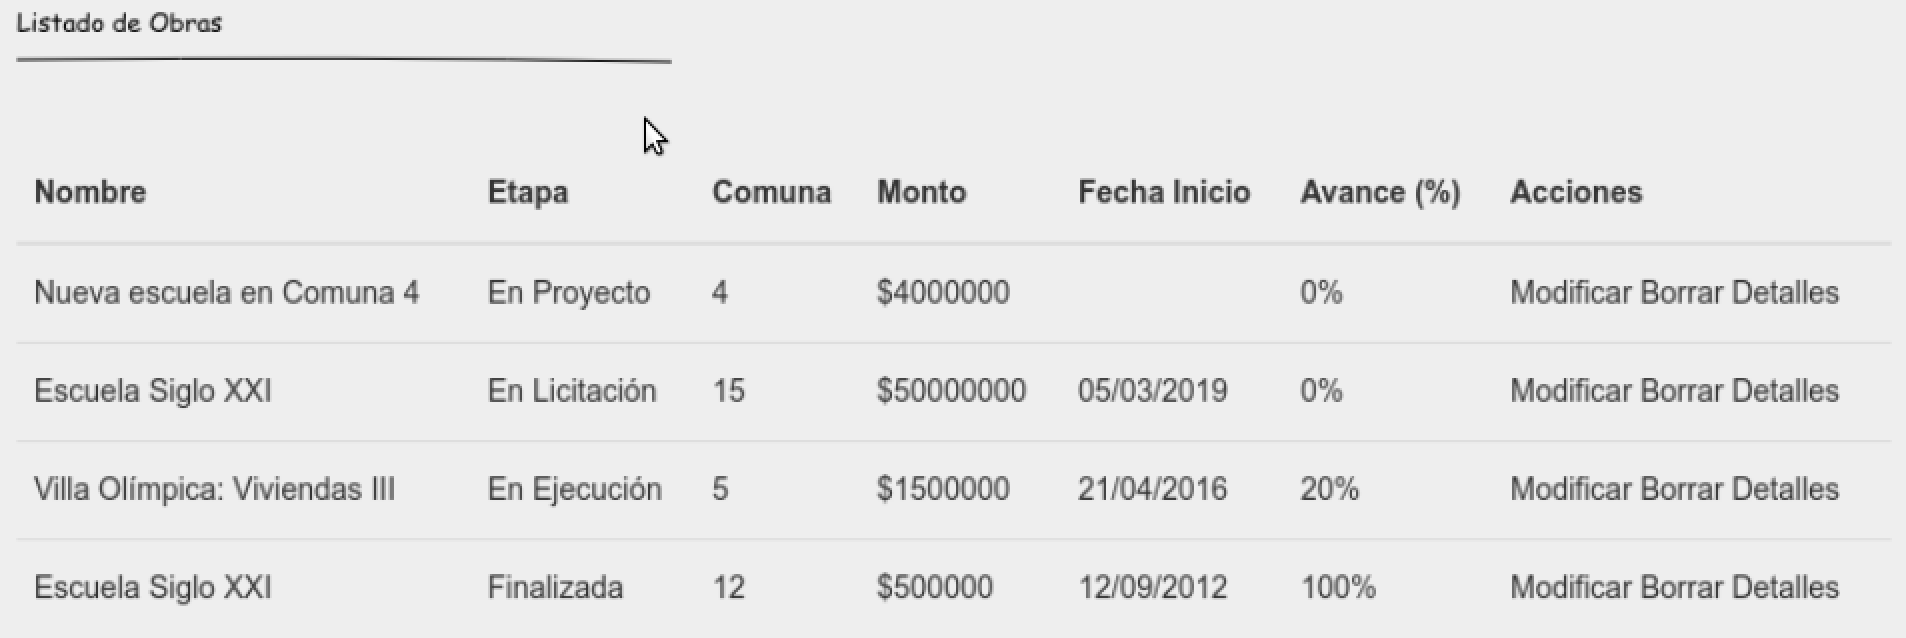 Listado de Obras
Nombre Etapa Comuna Monto Fecha Inicio Avance (%) Acciones
Nueva escuela en Comuna 4 En Proyecto 4 $4000000 0% Modificar Borrar Detalles
Escuela Siglo XXI En Licitación 15 $50000000 05/03/2019 0% Modificar Borrar Detalles
Villa Olímpica: Viviendas III En Ejecución 5 $1500000 21/04/2016 20% Modificar Borrar Detalles
Escuela Siglo XXI Finalizada 12 $500000 12/09/2012 100% Modificar Borrar Detalles